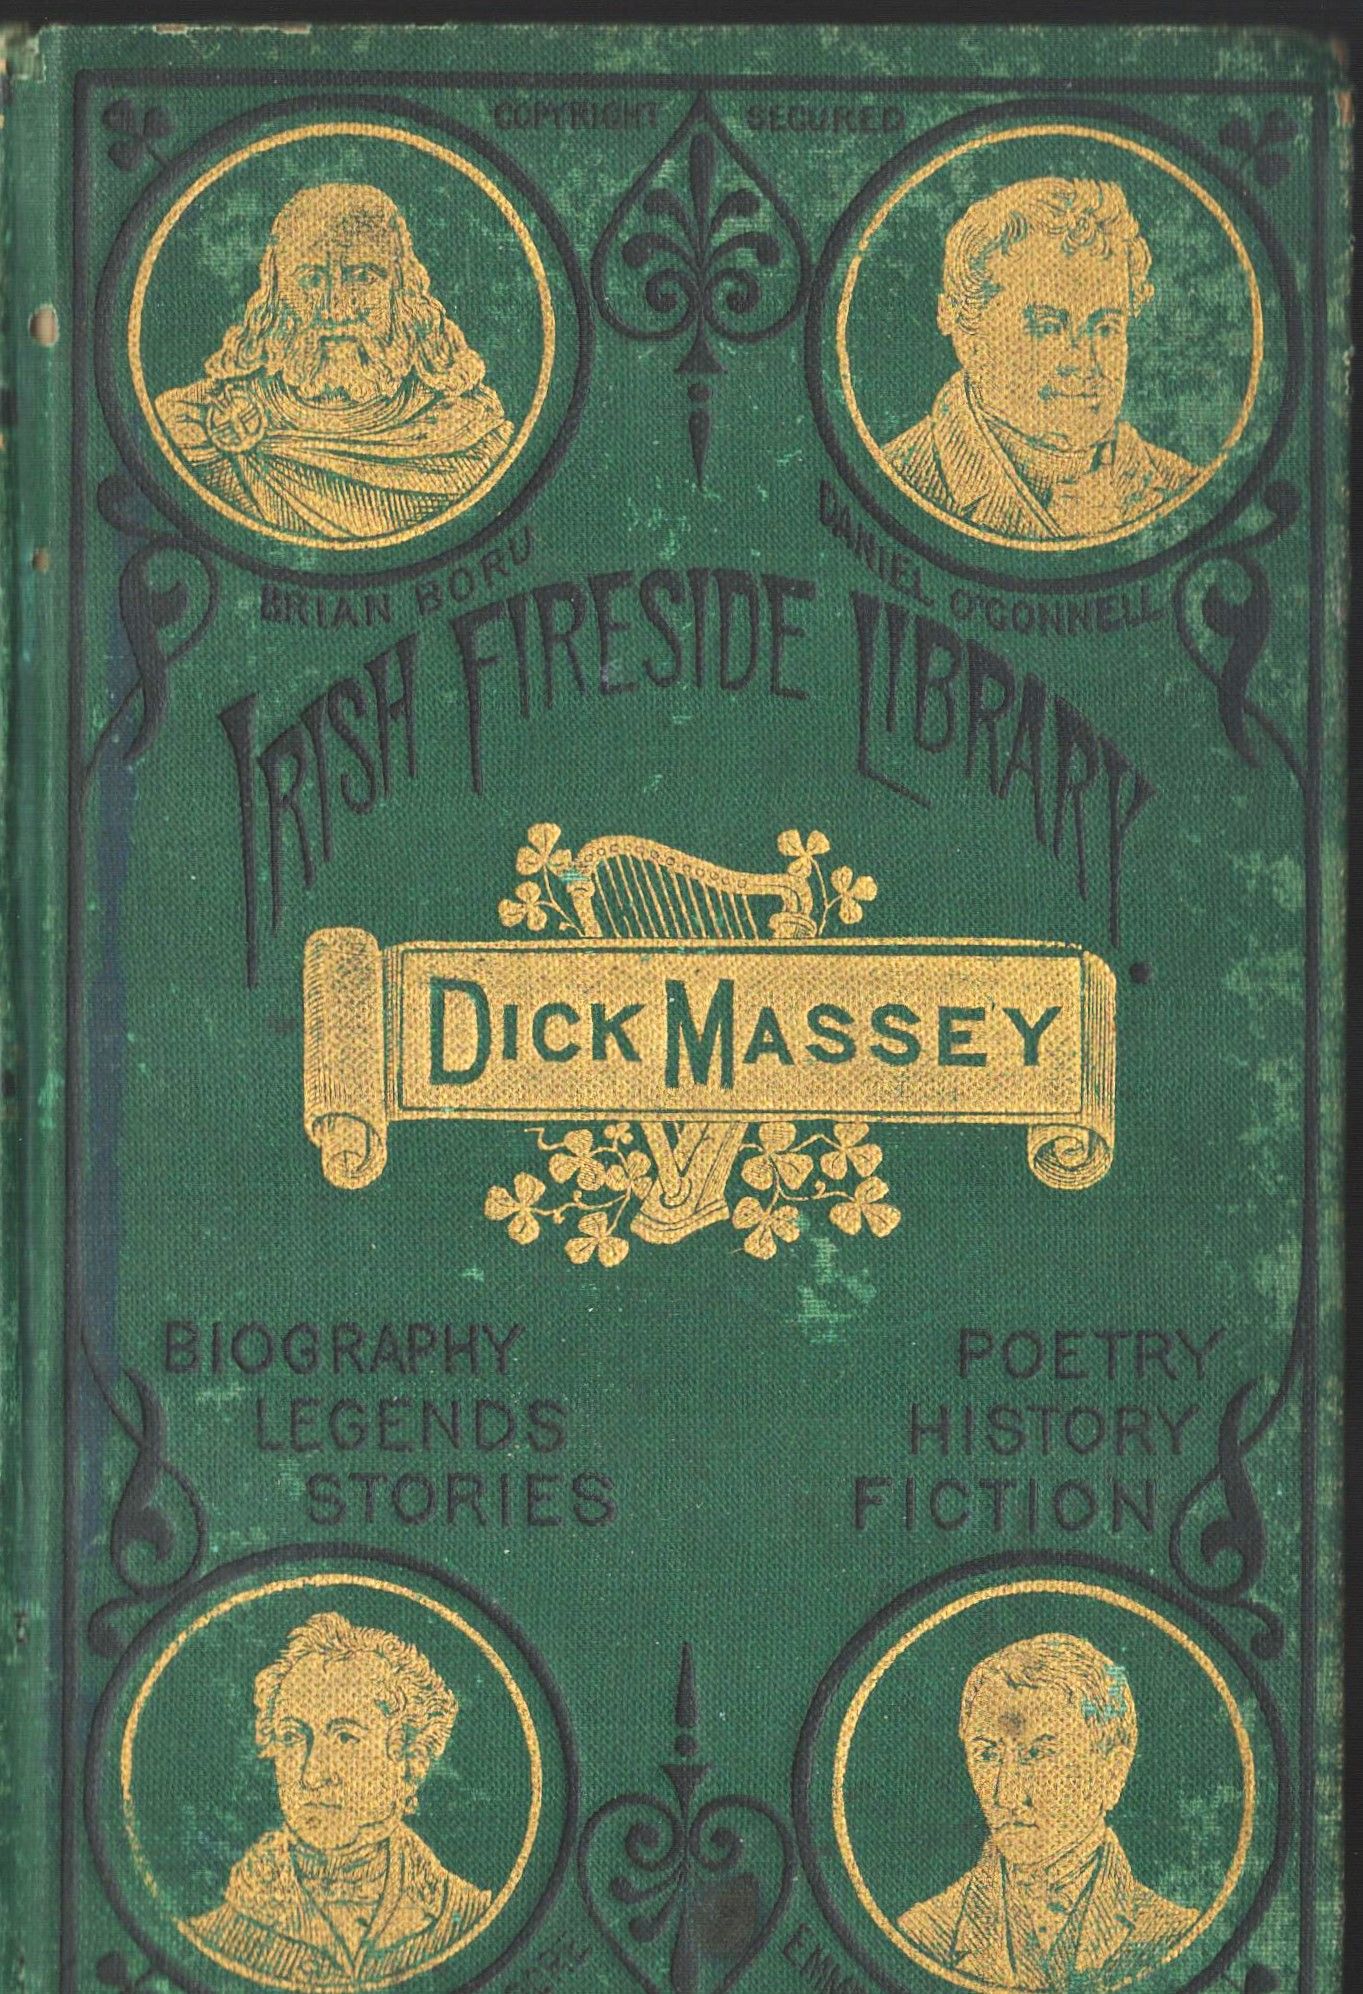 COPYRIGHT SECURED
BRIAN BORU
DANIEL O'CONNELL
IRISH FIRESIDE LIBRARY
DICK MASSEY
BIOGRAPHY
LEGENDS
STORIES
POETRY
HISTORY
FICTION